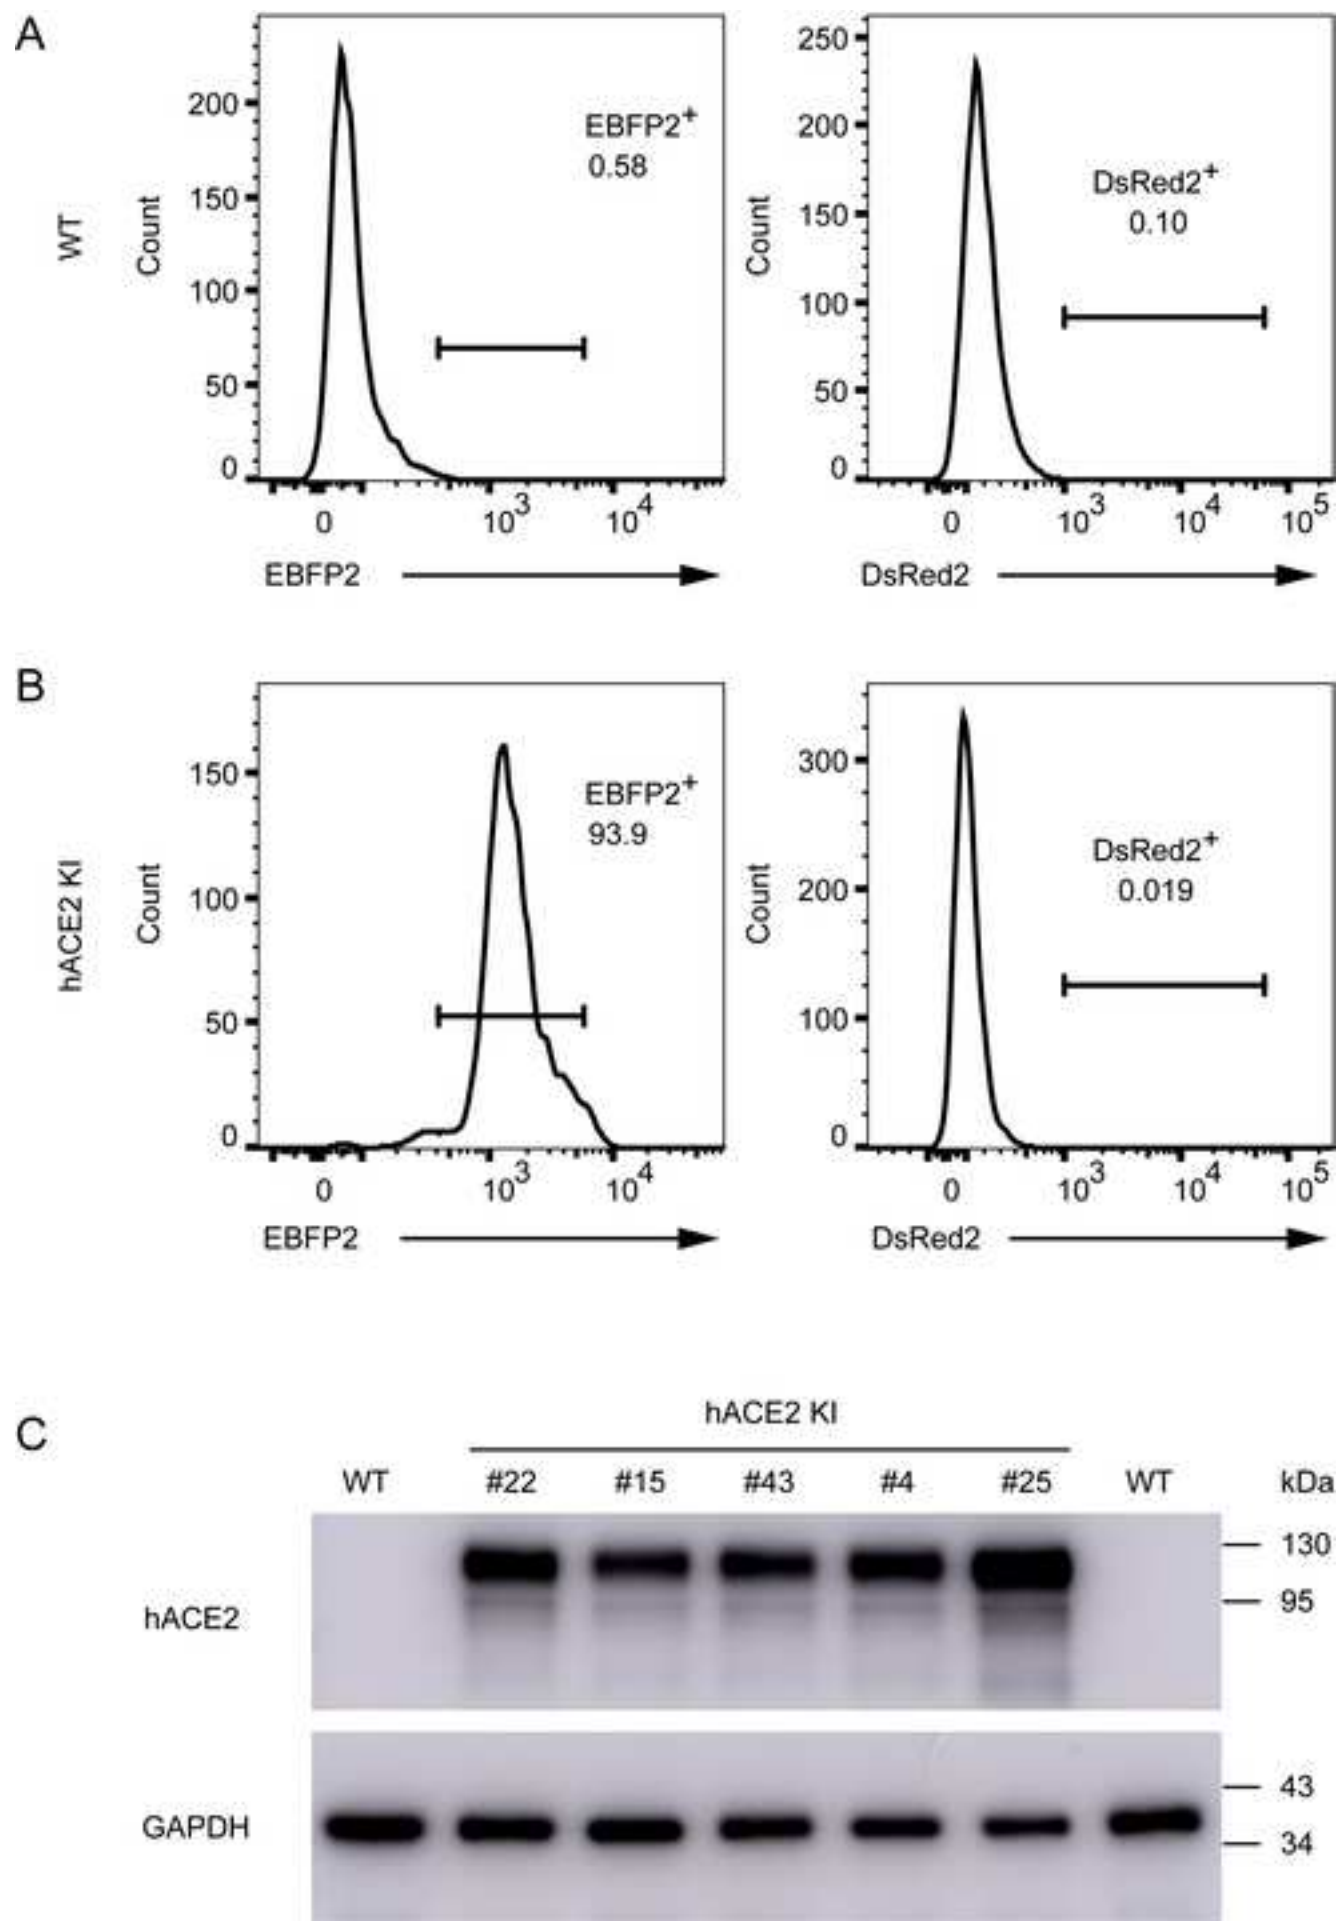 A
WT
Count
200
150
100
50
0
EBFP2+
0.58
0 10^3 10^4
EBFP2
Count
250
200
150
100
50
0
DsRed2+
0.10
0 10^3 10^4 10^5
DsRed2
B
hACE2 KI
Count
150
100
50
0
EBFP2+
93.9
0 10^3 10^4
EBFP2
Count
300
200
100
0
DsRed2+
0.019
0 10^3 10^4 10^5
DsRed2
C
hACE2 KI
WT #22 #15 #43 #4 #25 WT kDa
130
95
hACE2
43
GAPDH
34